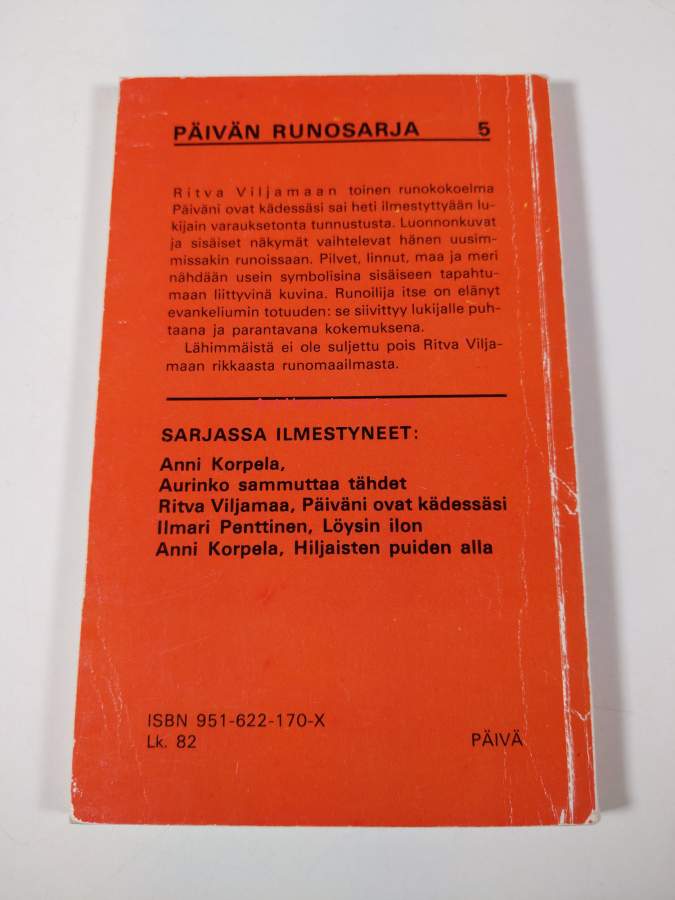 PÄIVÄN RUNOSARJA 5
Ritva Viljamaan toinen runokokoelma
Päiväni ovat kädessäsi sai heti ilmestyttyään lu-
kijain varauksetonta tunnustusta. Luonnonkuvat
ja sisäiset näkymät vaihtelevat hänen uusim-
missakin runoissaan. Pilvet, linnut, maa ja meri
nähdään usein symbolisina sisäiseen tapahtu-
maan liittyvinä kuvina. Runoilija itse on elänyt
evankeliumin totuuden: se siivittyy lukijalle puh-
taana ja parantavana kokemuksena.
Lähimmäistä ei ole suljettu pois Ritva Vilja-
maan rikkaasta runomaailmasta.
SARJASSA ILMESTYNEET:
Anni Korpela,
Aurinko sammuttaa tähdet
Ritva Viljamaa, Päiväni ovat kädessäsi
Ilmari Penttinen, Löysin ilon
Anni Korpela, Hiljaisten puiden alla
ISBN 951-622-170-X
Lk. 82 PÄIVÄ